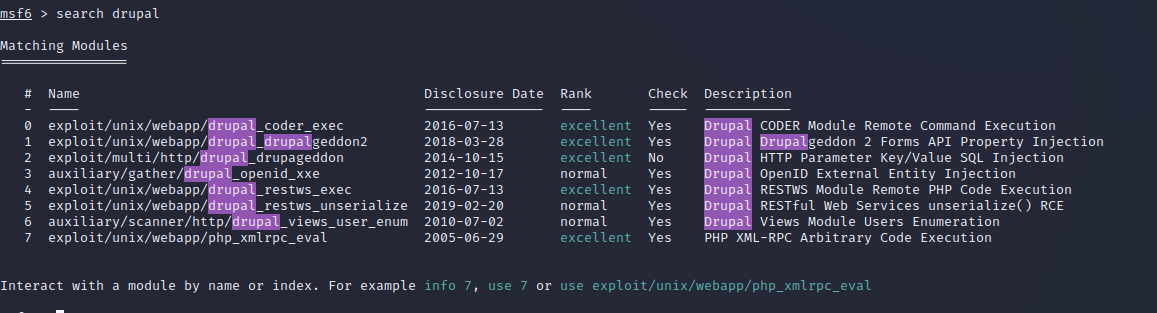 msf6 > search drupal
Matching Modules
================
# Name Disclosure Date Rank Check Description
- ---- --------------- ---- ----- -----------
0 exploit/unix/webapp/drupal_coder_exec 2016-07-13 excellent Yes Drupal CODER Module Remote Command Execution
1 exploit/unix/webapp/drupal_drupalgeddon2 2018-03-28 excellent Yes Drupal Drupalgeddon 2 Forms API Property Injection
2 exploit/multi/http/drupal_drupageddon 2014-10-15 excellent No Drupal HTTP Parameter Key/Value SQL Injection
3 auxiliary/gather/drupal_openid_xxe 2012-10-17 normal Yes Drupal OpenID External Entity Injection
4 exploit/unix/webapp/drupal_restws_exec 2016-07-13 excellent Yes Drupal RESTWS Module Remote PHP Code Execution
5 exploit/unix/webapp/drupal_restws_unserialize 2019-02-20 normal Yes Drupal RESTful Web Services unserialize() RCE
6 auxiliary/scanner/http/drupal_views_user_enum 2010-07-02 normal Yes Drupal Views Module Users Enumeration
7 exploit/unix/webapp/php_xmlrpc_eval 2005-06-29 excellent Yes PHP XML-RPC Arbitrary Code Execution
Interact with a module by name or index. For example info 7, use 7 or use exploit/unix/webapp/php_xmlrpc_eval